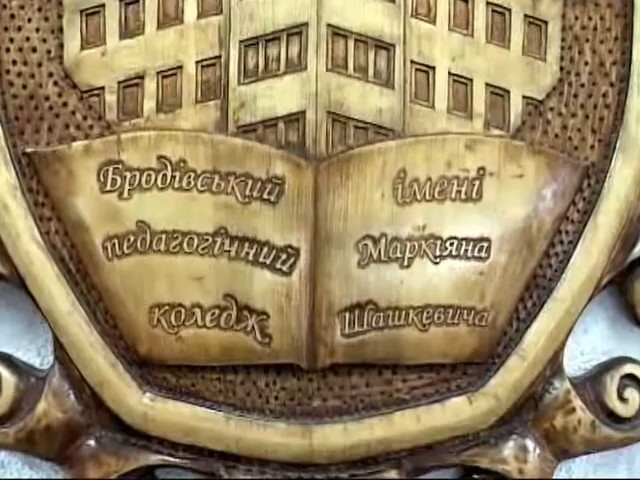 Бродівський
педагогічний
коледж
імені
Маркіяна
Шашкевича